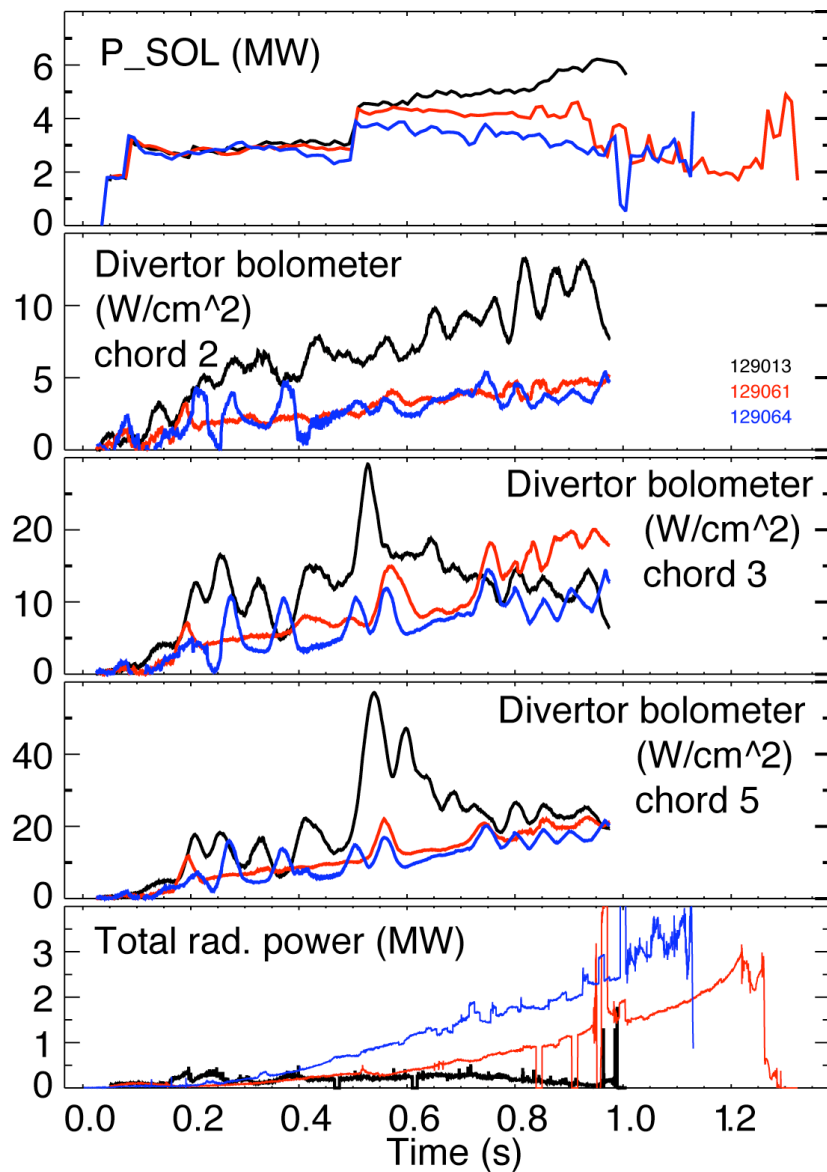 P_SOL (MW)
6
4
2
0
Divertor bolometer
(W/cm^2)
chord 2
10
5
0
129013
129061
129064
Divertor bolometer
(W/cm^2)
chord 3
20
10
0
Divertor bolometer
(W/cm^2)
chord 5
40
20
0
Total rad. power (MW)
3
2
1
0
0.0 0.2 0.4 0.6 0.8 1.0 1.2
Time (s)